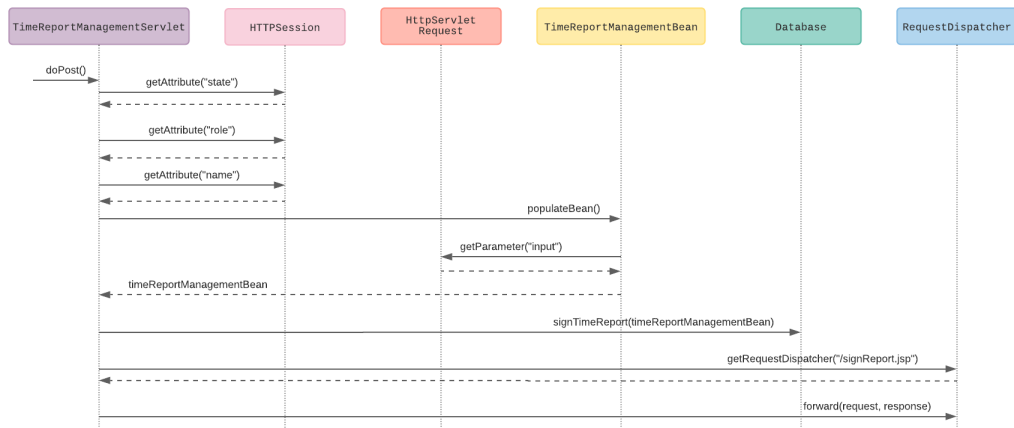 TimeReportManagementServlet
HTTPSession
HttpServlet
Request
TimeReportManagementBean
Database
RequestDispatcher
doPost()
getAttribute("state")
getAttribute("role")
getAttribute("name")
populateBean()
getParameter("input")
timeReportManagementBean
signTimeReport(timeReportManagementBean)
getRequestDispatcher("/signReport.jsp")
forward(request, response)